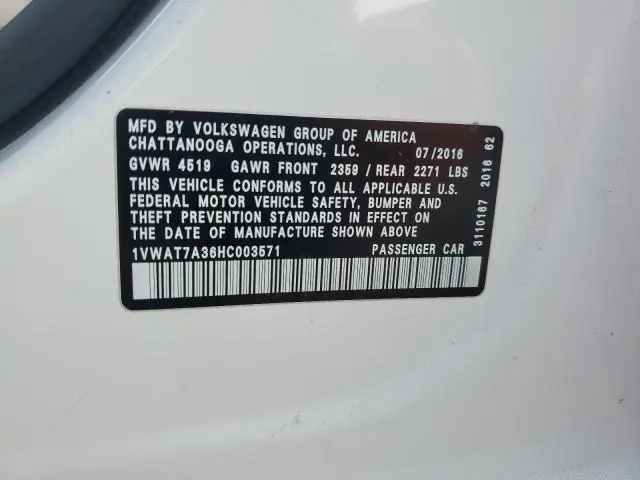 MFD BY VOLKSWAGEN GROUP OF AMERICA
CHATTANOOGA OPERATIONS, LLC. 07/2016
GVWR 4519 GAWR FRONT 2359 / REAR 2271 LBS
THIS VEHICLE CONFORMS TO ALL APPLICABLE U.S.
FEDERAL MOTOR VEHICLE SAFETY, BUMPER AND
THEFT PREVENTION STANDARDS IN EFFECT ON
THE DATE OF MANUFACTURE SHOWN ABOVE
1VWAT7A36HC003571 PASSENGER CAR
3110167 2016 62